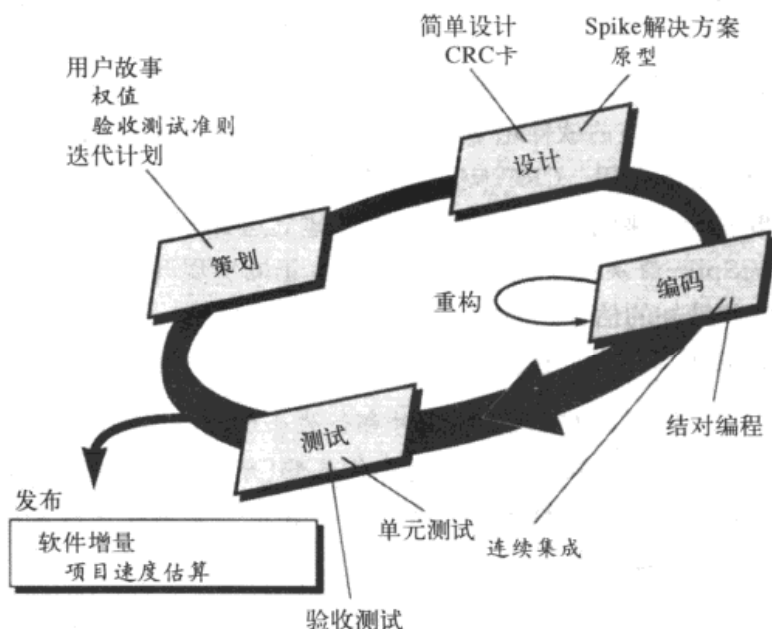 简单设计
CRC卡
Spike解决方案
原型
用户故事
权值
验收测试准则
迭代计划
设计
策划
编码
重构
结对编程
测试
单元测试
连续集成
验收测试
发布
软件增量
项目速度估算